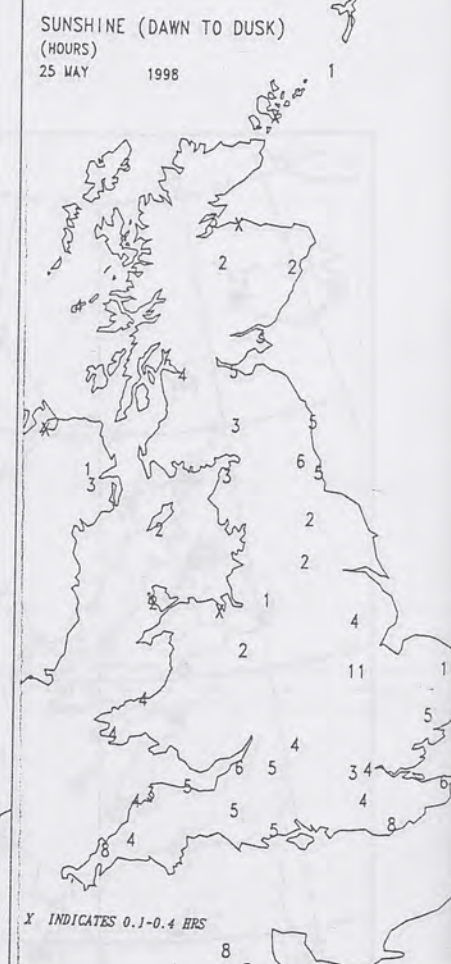 SUNSHINE (DAWN TO DUSK)
(HOURS)
25 MAY 1998
1
X
2 2
3
4 3
3 5
X
1 6
3 3 5
2 2
2
X 1
4
2
11 1
4
5
4
4
6 5 3 4
5 6
4 3 5 4
8 4 5 8
X INDICATES 0.1-0.4 HRS
8